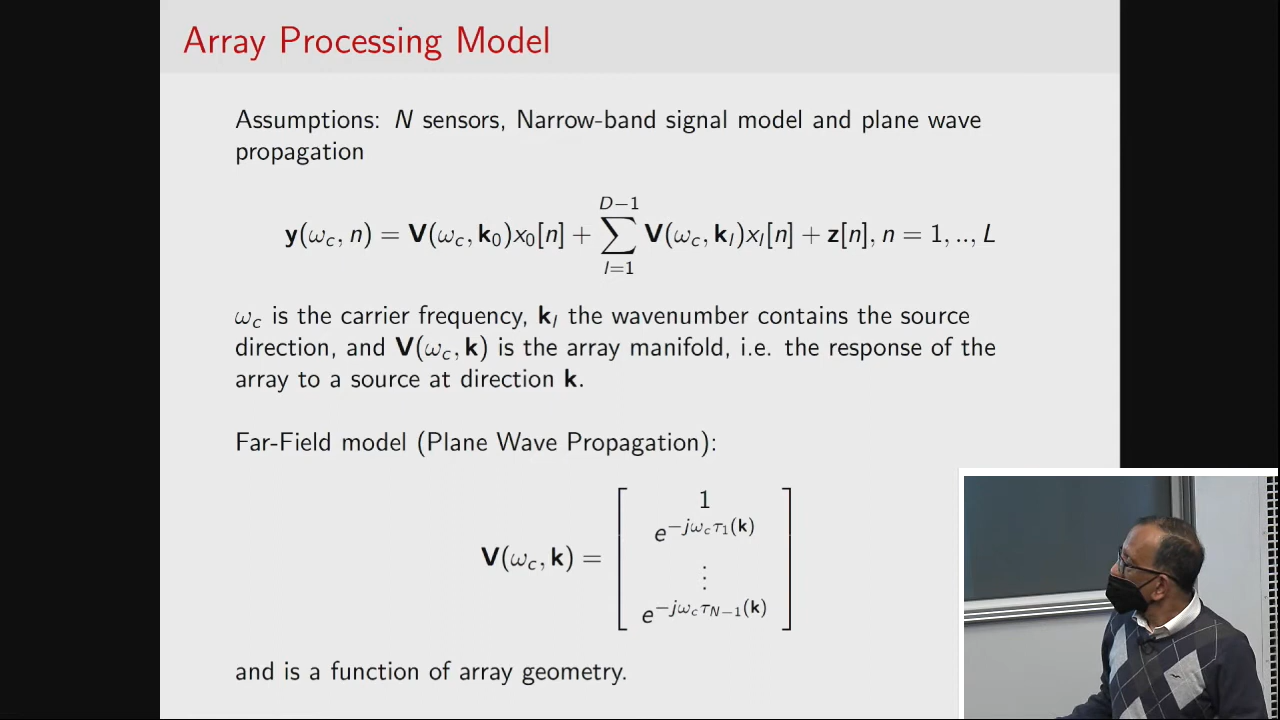 Array Processing Model
Assumptions: N sensors, Narrow-band signal model and plane wave
propagation
y(ω_c, n) = V(ω_c, k_0)x_0[n] + ∑_{l=1}^{D−1} V(ω_c, k_l)x_l[n] + z[n], n = 1, .., L
ω_c is the carrier frequency, k_l the wavenumber contains the source
direction, and V(ω_c, k) is the array manifold, i.e. the response of the
array to a source at direction k.
Far-Field model (Plane Wave Propagation):
V(ω_c, k) = [ 1
e^{−jω_cτ_1(k)}
⋮
e^{−jω_cτ_{N−1}(k)} ]
and is a function of array geometry.